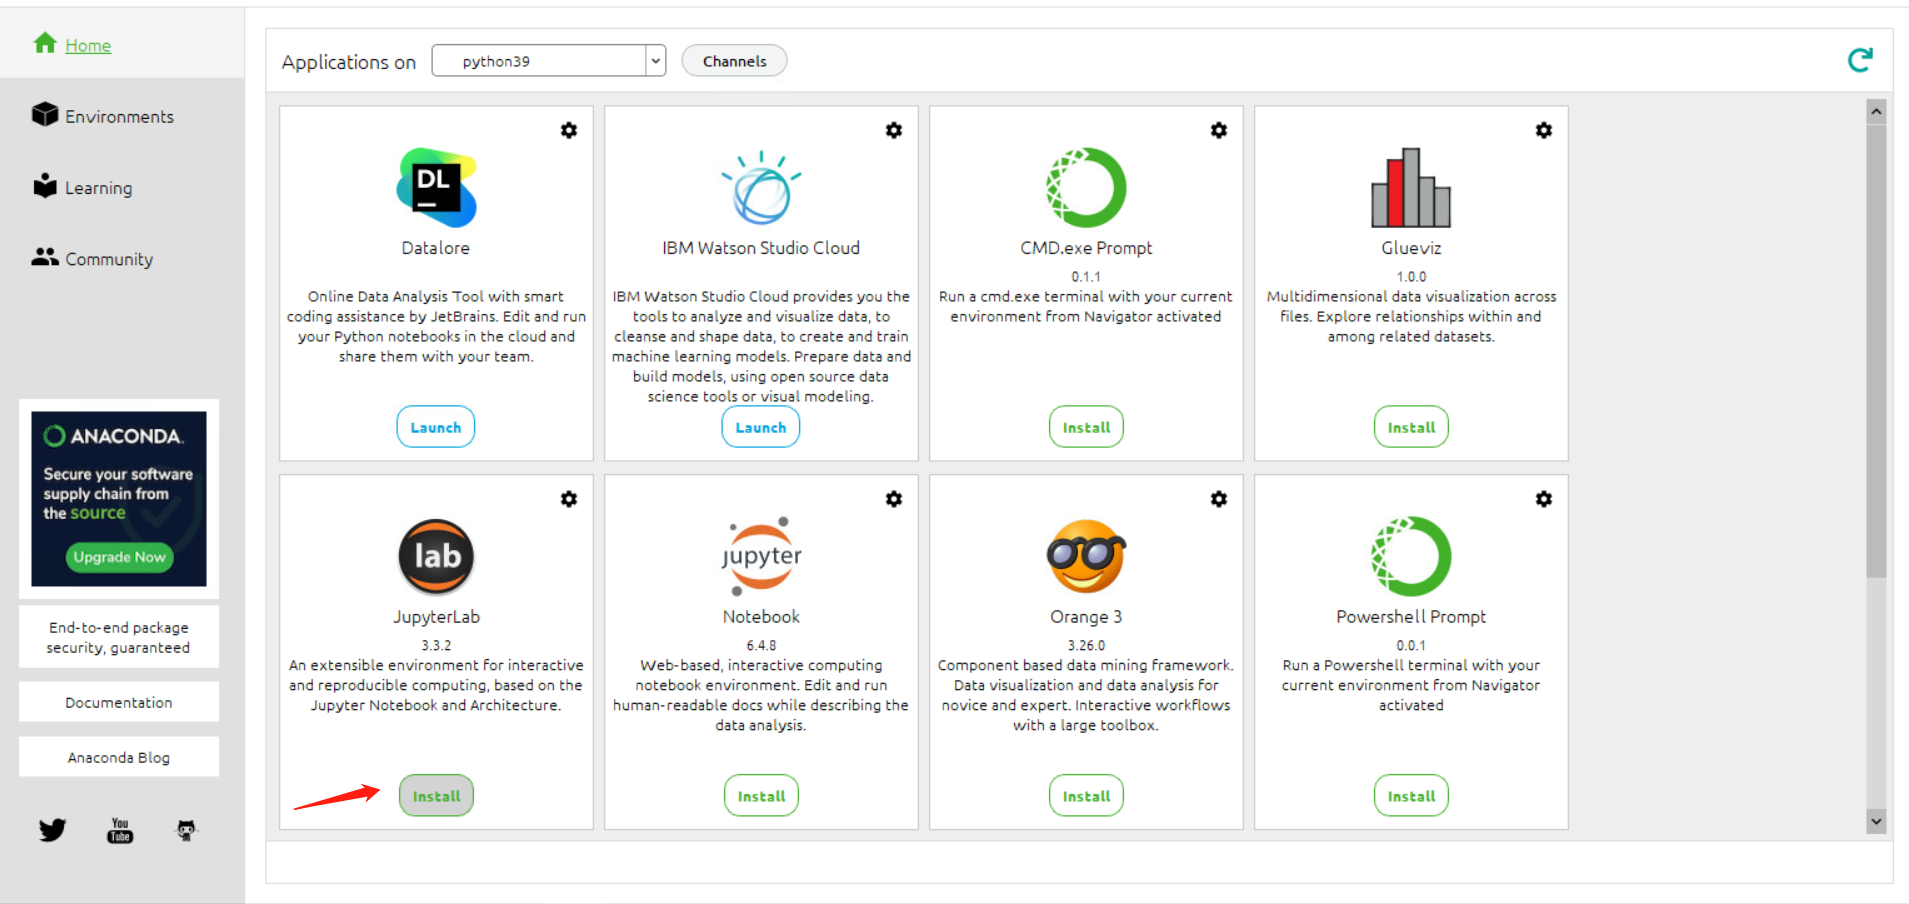 Home
Environments
Learning
Community
ANACONDA.
Secure your software
supply chain from
the source
Upgrade Now
End-to-end package
security, guaranteed
Documentation
Anaconda Blog
You
Tube
Applications on
python39
Channels
DL
Datalore
Online Data Analysis Tool with smart
coding assistance by JetBrains. Edit and run
your Python notebooks in the cloud and
share them with your team.
Launch
IBM Watson Studio Cloud
IBM Watson Studio Cloud provides you the
tools to analyze and visualize data, to
cleanse and shape data, to create and train
machine learning models. Prepare data and
build models, using open source data
science tools or visual modeling.
Launch
CMD.exe Prompt
0.1.1
Run a cmd.exe terminal with your current
environment from Navigator activated
Install
Glueviz
1.0.0
Multidimensional data visualization across
files. Explore relationships within and
among related datasets.
Install
lab
JupyterLab
3.3.2
An extensible environment for interactive
and reproducible computing, based on the
Jupyter Notebook and Architecture.
Install
jupyter
Notebook
6.4.8
Web-based, interactive computing
notebook environment. Edit and run
human-readable docs while describing the
data analysis.
Install
Orange 3
3.26.0
Component based data mining framework.
Data visualization and data analysis for
novice and expert. Interactive workflows
with a large toolbox.
Install
Powershell Prompt
0.0.1
Run a Powershell terminal with your
current environment from Navigator
activated
Install